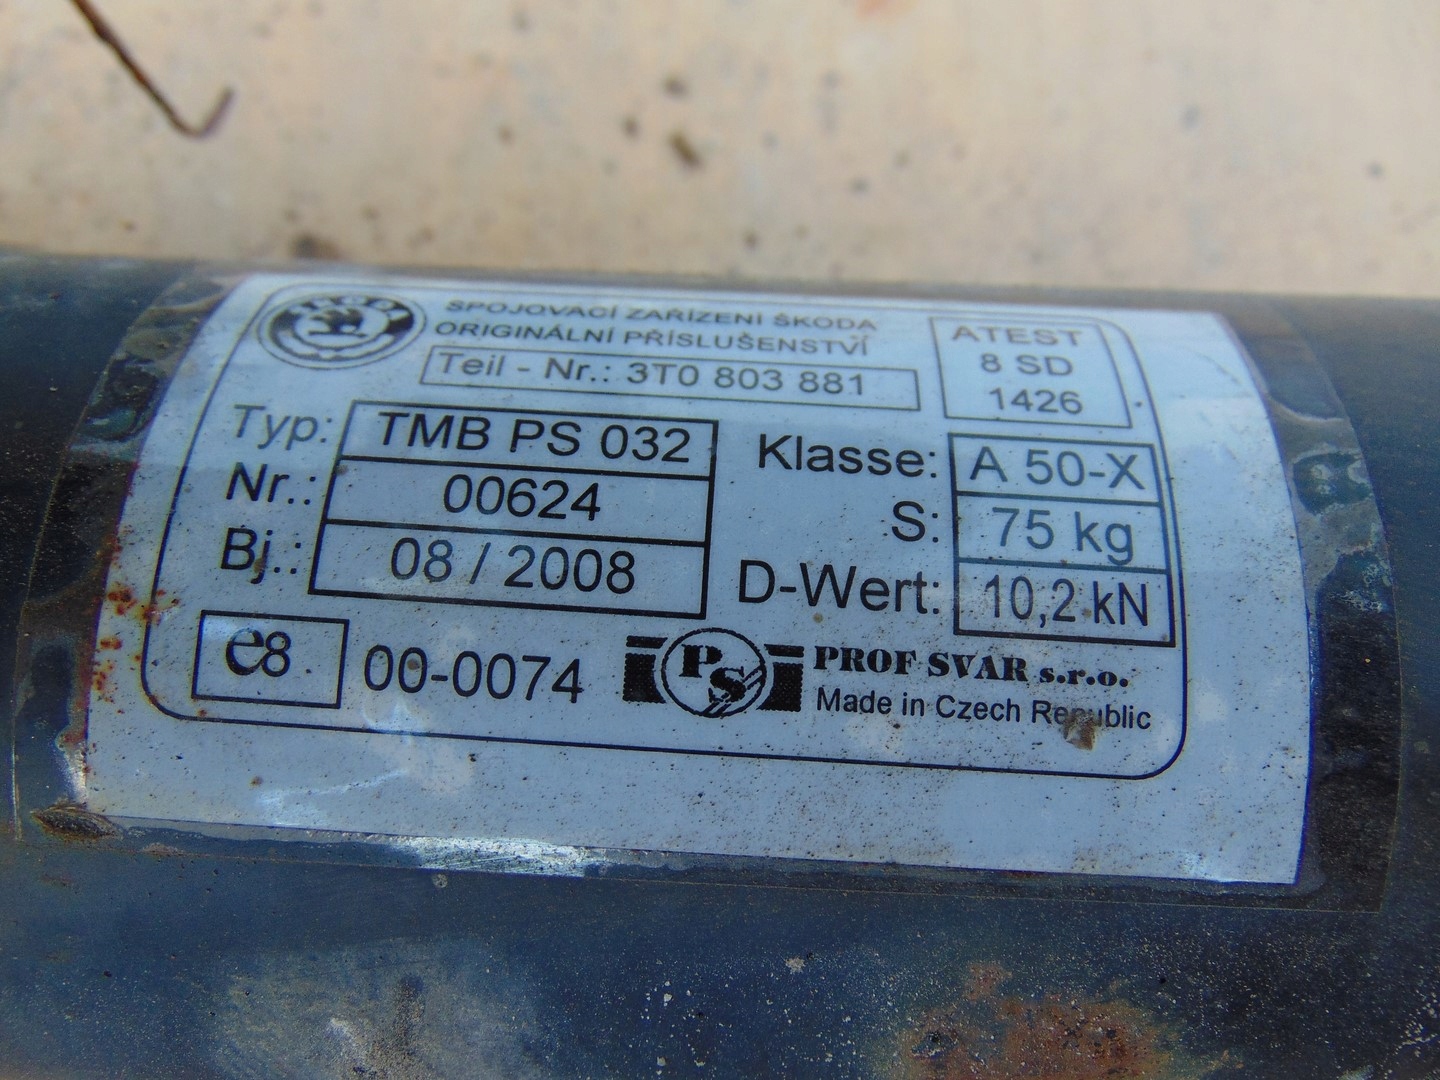 ŠKODA
SPOJOVACÍ ZAŘÍZENÍ ŠKODA
ORIGINÁLNÍ PŘÍSLUŠENSTVÍ
Teil - Nr.: 3T0 803 881
ATEST
8 SD
1426
Typ: TMB PS 032
Nr.: 00624
Bj.: 08 / 2008
Klasse: A 50-X
S: 75 kg
D-Wert: 10,2 kN
e8 00-0074
PS PROF SVAR s.r.o.
Made in Czech Republic